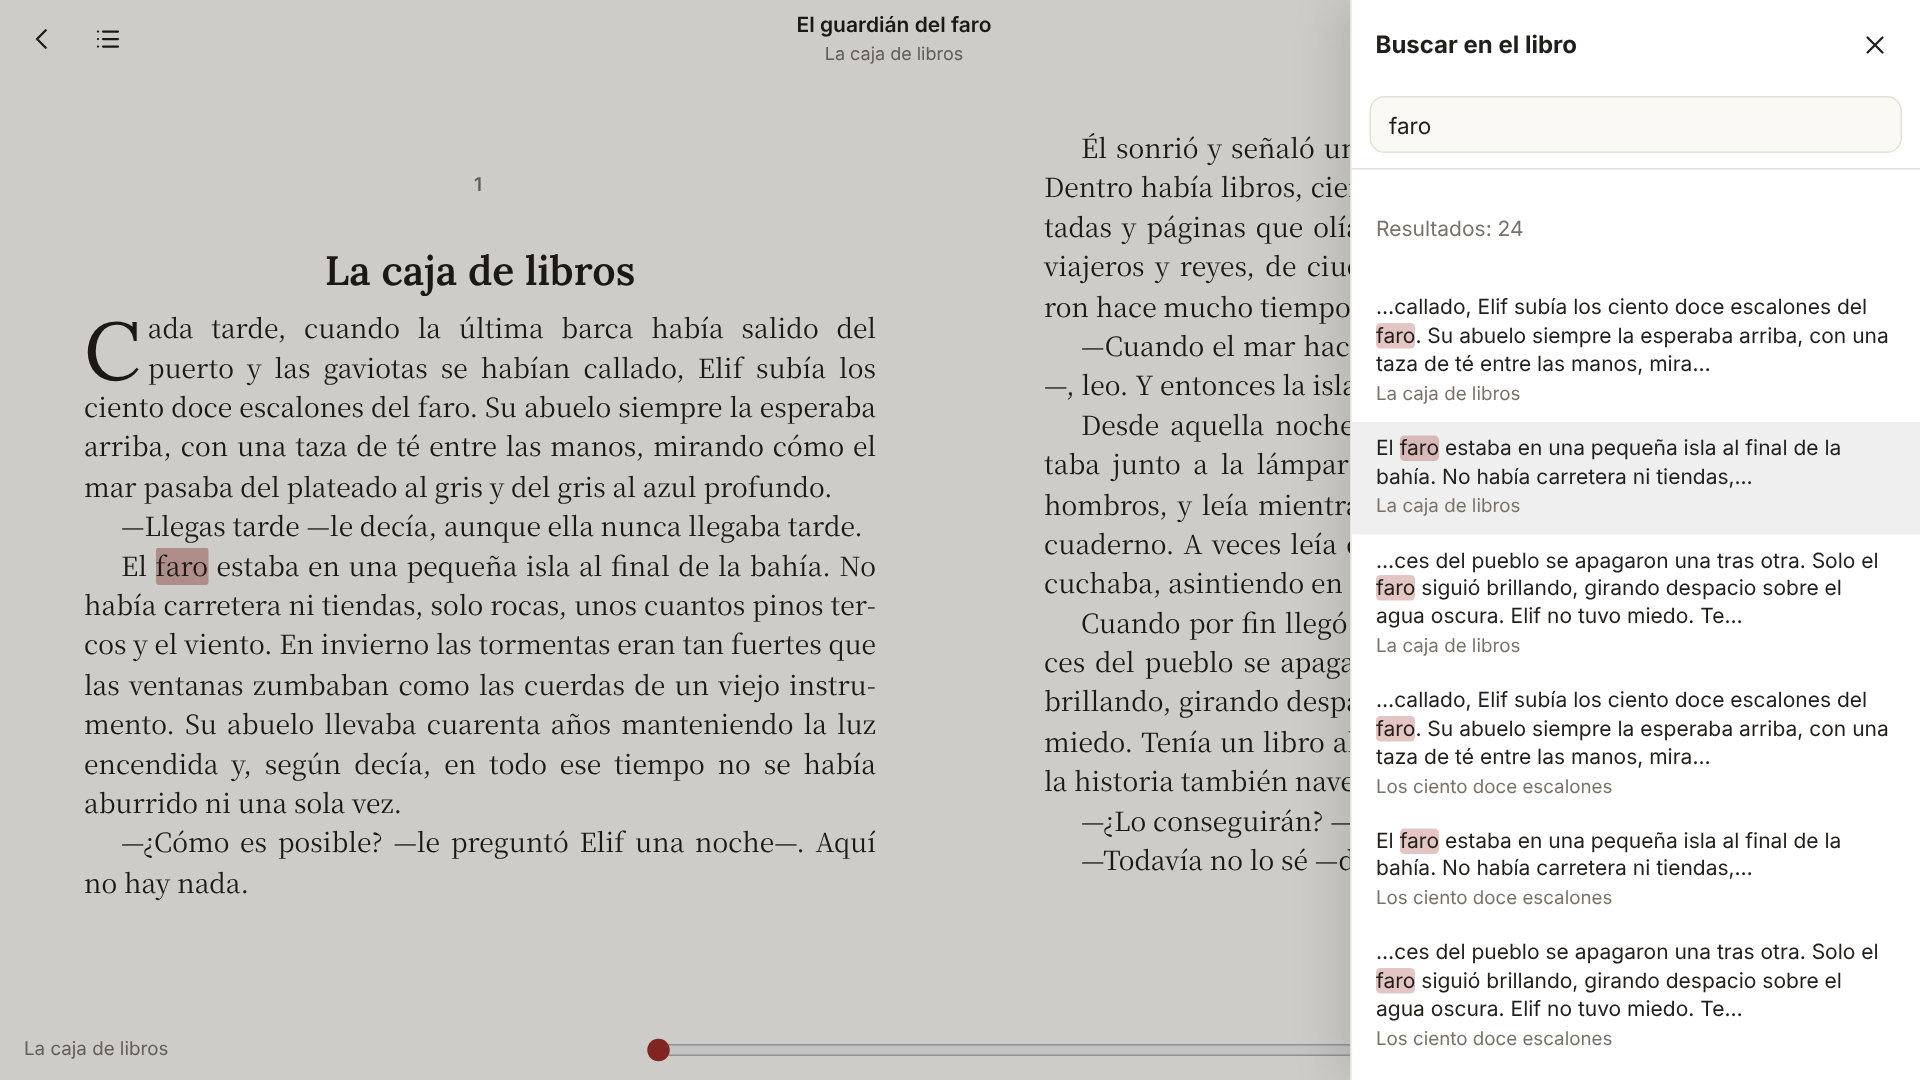 El guardián del faro
La caja de libros
1
La caja de libros
Cada tarde, cuando la última barca había salido del
puerto y las gaviotas se habían callado, Elif subía los
ciento doce escalones del faro. Su abuelo siempre la esperaba
arriba, con una taza de té entre las manos, mirando cómo el
mar pasaba del plateado al gris y del gris al azul profundo.
—Llegas tarde —le decía, aunque ella nunca llegaba tarde.
El faro estaba en una pequeña isla al final de la bahía. No
había carretera ni tiendas, solo rocas, unos cuantos pinos ter-
cos y el viento. En invierno las tormentas eran tan fuertes que
las ventanas zumbaban como las cuerdas de un viejo instru-
mento. Su abuelo llevaba cuarenta años manteniendo la luz
encendida y, según decía, en todo ese tiempo no se había
aburrido ni una sola vez.
—¿Cómo es posible? —le preguntó Elif una noche—. Aquí
no hay nada.
Él sonrió y señaló
Dentro había libros,
tadas y páginas que
viajeros y reyes, de
ron hace mucho tiempo
—Cuando el mar
—, leo. Y entonces la
Desde aquella noche
taba junto a la
hombros, y leía
cuaderno. A veces leía
cuchaba, asintiendo en
Cuando por fin llegó
ces del pueblo se
brillando, girando
miedo. Tenía un libro
la historia también
—¿Lo conseguirán?
—Todavía no lo sé
La caja de libros
Buscar en el libro
faro
Resultados: 24
...callado, Elif subía los ciento doce escalones del
faro. Su abuelo siempre la esperaba arriba, con una
taza de té entre las manos, mira...
La caja de libros
El faro estaba en una pequeña isla al final de la
bahía. No había carretera ni tiendas,...
La caja de libros
...ces del pueblo se apagaron una tras otra. Solo el
faro siguió brillando, girando despacio sobre el
agua oscura. Elif no tuvo miedo. Te...
La caja de libros
...callado, Elif subía los ciento doce escalones del
faro. Su abuelo siempre la esperaba arriba, con una
taza de té entre las manos, mira...
Los ciento doce escalones
El faro estaba en una pequeña isla al final de la
bahía. No había carretera ni tiendas,...
Los ciento doce escalones
...ces del pueblo se apagaron una tras otra. Solo el
faro siguió brillando, girando despacio sobre el
agua oscura. Elif no tuvo miedo. Te...
Los ciento doce escalones